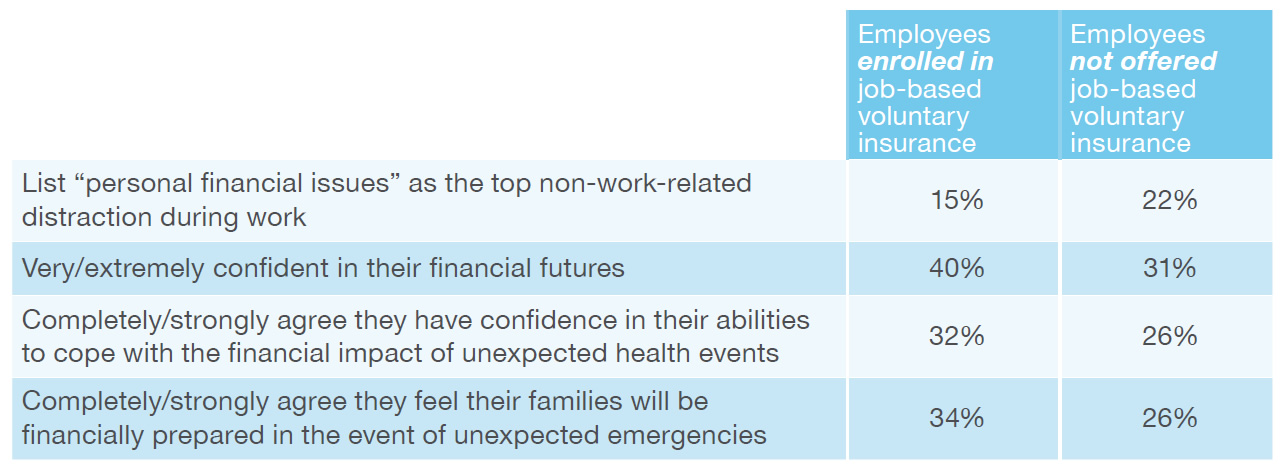 Employees
enrolled in
job-based
voluntary
insurance
Employees
not offered
job-based
voluntary
insurance
List “personal financial issues” as the top non-work-related
distraction during work
15%
22%
Very/extremely confident in their financial futures
40%
31%
Completely/strongly agree they have confidence in their abilities
to cope with the financial impact of unexpected health events
32%
26%
Completely/strongly agree they feel their families will be
financially prepared in the event of unexpected emergencies
34%
26%